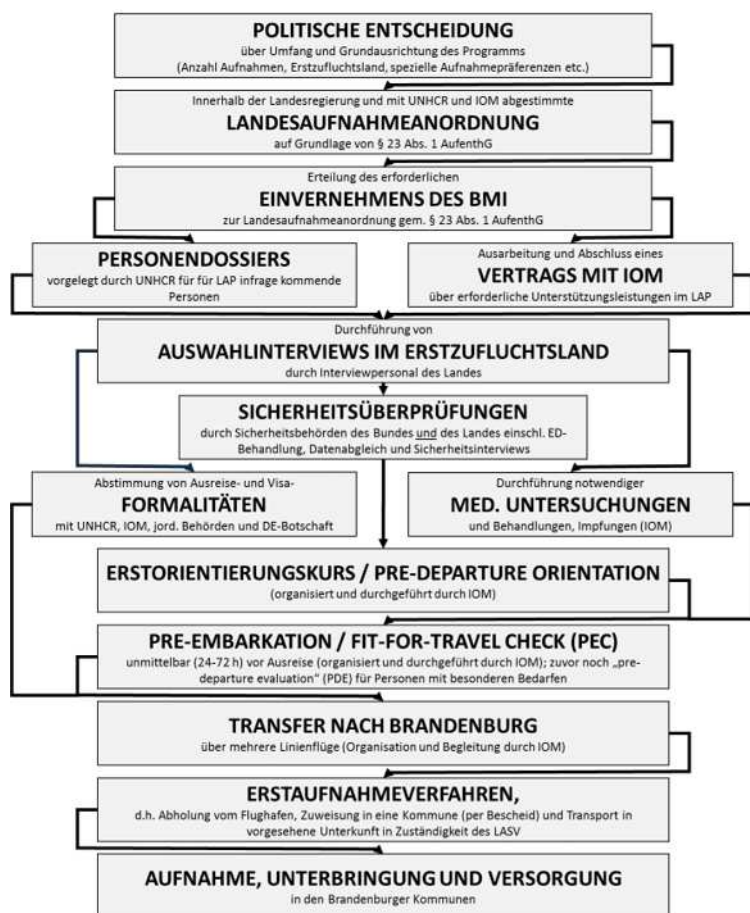 POLITISCHE ENTSCHEIDUNG
über Umfang und Grundausrichtung des Programms
(Anzahl Aufnahmen, Erstzufluchtsland, spezielle Aufnahmepräferenzen etc.)
Innerhalb der Landesregierung und mit UNHCR und IOM abgestimmte
LANDESAUFNAHMEANORDNUNG
auf Grundlage von § 23 Abs. 1 AufenthG
Erteilung des erforderlichen
EINVERNEHMENS DES BMI
zur Landesaufnahmeanordnung gem. § 23 Abs. 1 AufenthG
PERSONENDOSSIERS
vorgelegt durch UNHCR für für LAP infrage kommende
Personen
Ausarbeitung und Abschluss eines
VERTRAGS MIT IOM
über erforderliche Unterstützungsleistungen im LAP
Durchführung von
AUSWAHLINTERVIEWS IM ERSTZUFLUCHTSLAND
durch Interviewpersonal des Landes
SICHERHEITSÜBERPRÜFUNGEN
durch Sicherheitsbehörden des Bundes und des Landes einschl. ED-
Behandlung, Datenabgleich und Sicherheitsinterviews
Abstimmung von Ausreise- und Visa-
FORMALITÄTEN
mit UNHCR, IOM, jord. Behörden und DE-Botschaft
Durchführung notwendiger
MED. UNTERSUCHUNGEN
und Behandlungen, Impfungen (IOM)
ERSTORIENTIERUNGSKURS / PRE-DEPARTURE ORIENTATION
(organisiert und durchgeführt durch IOM)
PRE-EMBARKATION / FIT-FOR-TRAVEL CHECK (PEC)
unmittelbar (24-72 h) vor Ausreise (organisiert und durchgeführt durch IOM); zuvor noch „pre-
departure evaluation“ (PDE) für Personen mit besonderen Bedarfen
TRANSFER NACH BRANDENBURG
über mehrere Linienflüge (Organisation und Begleitung durch IOM)
ERSTAUFNAHMEVERFAHREN,
d.h. Abholung vom Flughafen, Zuweisung in eine Kommune (per Bescheid) und Transport in
vorgesehene Unterkunft in Zuständigkeit des LASV
AUFNAHME, UNTERBRINGUNG UND VERSORGUNG
in den Brandenburger Kommunen